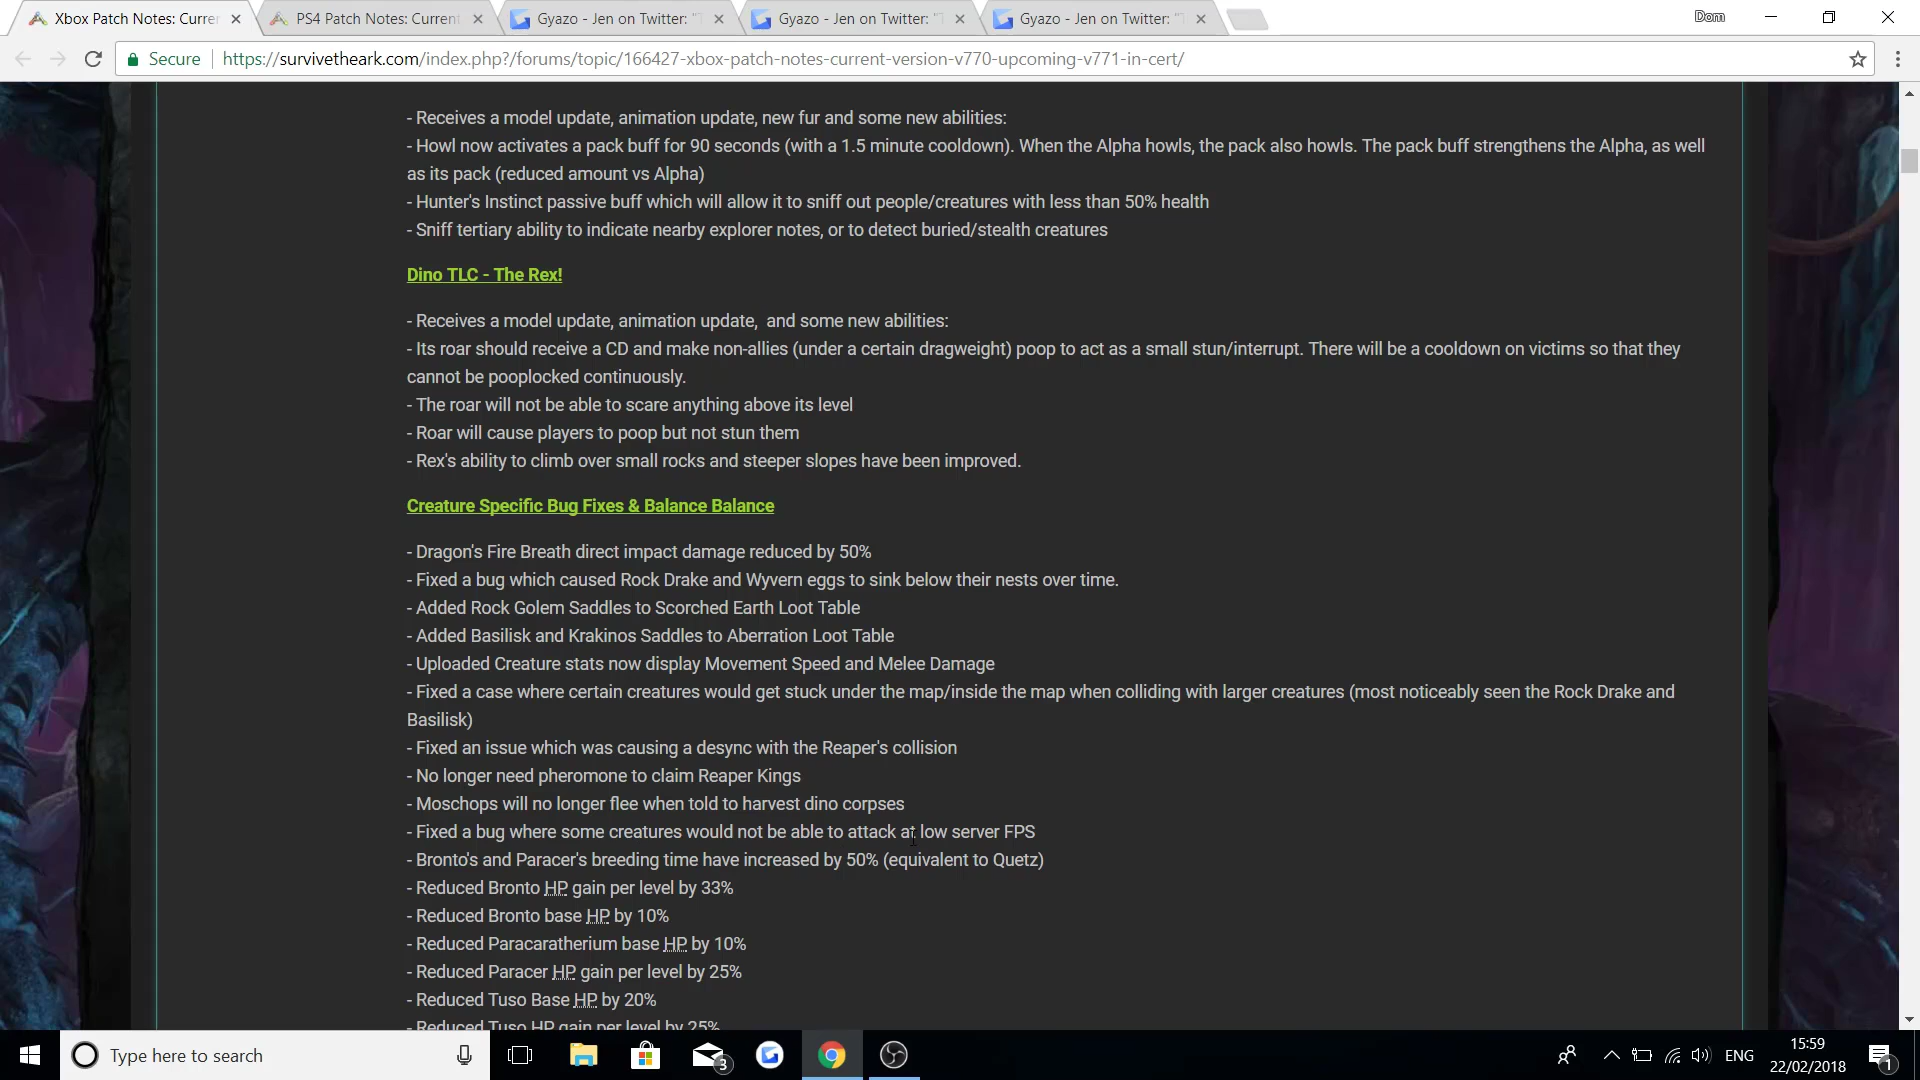 Xbox Patch Notes: Curre
PS4 Patch Notes: Current
Gyazo - Jen on Twitter: "
Gyazo - Jen on Twitter: "
Gyazo - Jen on Twitter: "
Dom
Secure
https://survivetheark.com/index.php?/forums/topic/166427-xbox-patch-notes-current-version-v770-upcoming-v771-in-cert/
- Receives a model update, animation update, new fur and some new abilities:
- Howl now activates a pack buff for 90 seconds (with a 1.5 minute cooldown). When the Alpha howls, the pack also howls. The pack buff strengthens the Alpha, as well
as its pack (reduced amount vs Alpha)
- Hunter's Instinct passive buff which will allow it to sniff out people/creatures with less than 50% health
- Sniff tertiary ability to indicate nearby explorer notes, or to detect buried/stealth creatures
Dino TLC - The Rex!
- Receives a model update, animation update,  and some new abilities:
- Its roar should receive a CD and make non-allies (under a certain dragweight) poop to act as a small stun/interrupt. There will be a cooldown on victims so that they
cannot be pooplocked continuously.
- The roar will not be able to scare anything above its level
- Roar will cause players to poop but not stun them
- Rex's ability to climb over small rocks and steeper slopes have been improved.
Creature Specific Bug Fixes & Balance Balance
- Dragon's Fire Breath direct impact damage reduced by 50%
- Fixed a bug which caused Rock Drake and Wyvern eggs to sink below their nests over time.
- Added Rock Golem Saddles to Scorched Earth Loot Table
- Added Basilisk and Krakinos Saddles to Aberration Loot Table
- Uploaded Creature stats now display Movement Speed and Melee Damage
- Fixed a case where certain creatures would get stuck under the map/inside the map when colliding with larger creatures (most noticeably seen the Rock Drake and
Basilisk)
- Fixed an issue which was causing a desync with the Reaper's collision
- No longer need pheromone to claim Reaper Kings
- Moschops will no longer flee when told to harvest dino corpses
- Fixed a bug where some creatures would not be able to attack at low server FPS
- Bronto's and Paracer's breeding time have increased by 50% (equivalent to Quetz)
- Reduced Bronto HP gain per level by 33%
- Reduced Bronto base HP by 10%
- Reduced Paracaratherium base HP by 10%
- Reduced Paracer HP gain per level by 25%
- Reduced Tuso Base HP by 20%
- Reduced Tuso HP gain per level by 25%
Type here to search
3
ENG
15:59
22/02/2018
1